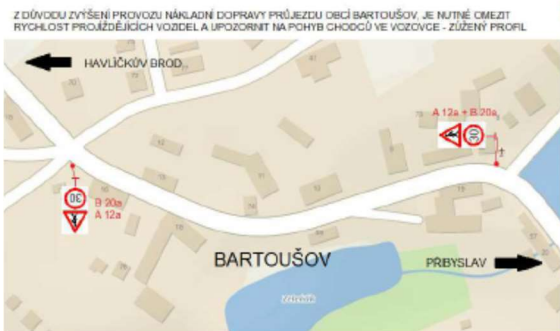 Z DŮVODU ZVÝŠENÍ PROVOZU NÁKLADNÍ DOPRAVY PRŮJEZDU OBCÍ BARTOUŠOV, JE NUTNÉ OMEZIT
RYCHLOST PROJÍŽDĚJÍCÍCH VOZIDEL A UPOZORNIT NA POHYB CHODCŮ VE VOZOVCE - ZÚŽENÝ PROFIL
HAVLÍČKŮV BROD
A 12a + B 20a
30
30
B 20a
A 12a
BARTOUŠOV
PŘIBYSLAV